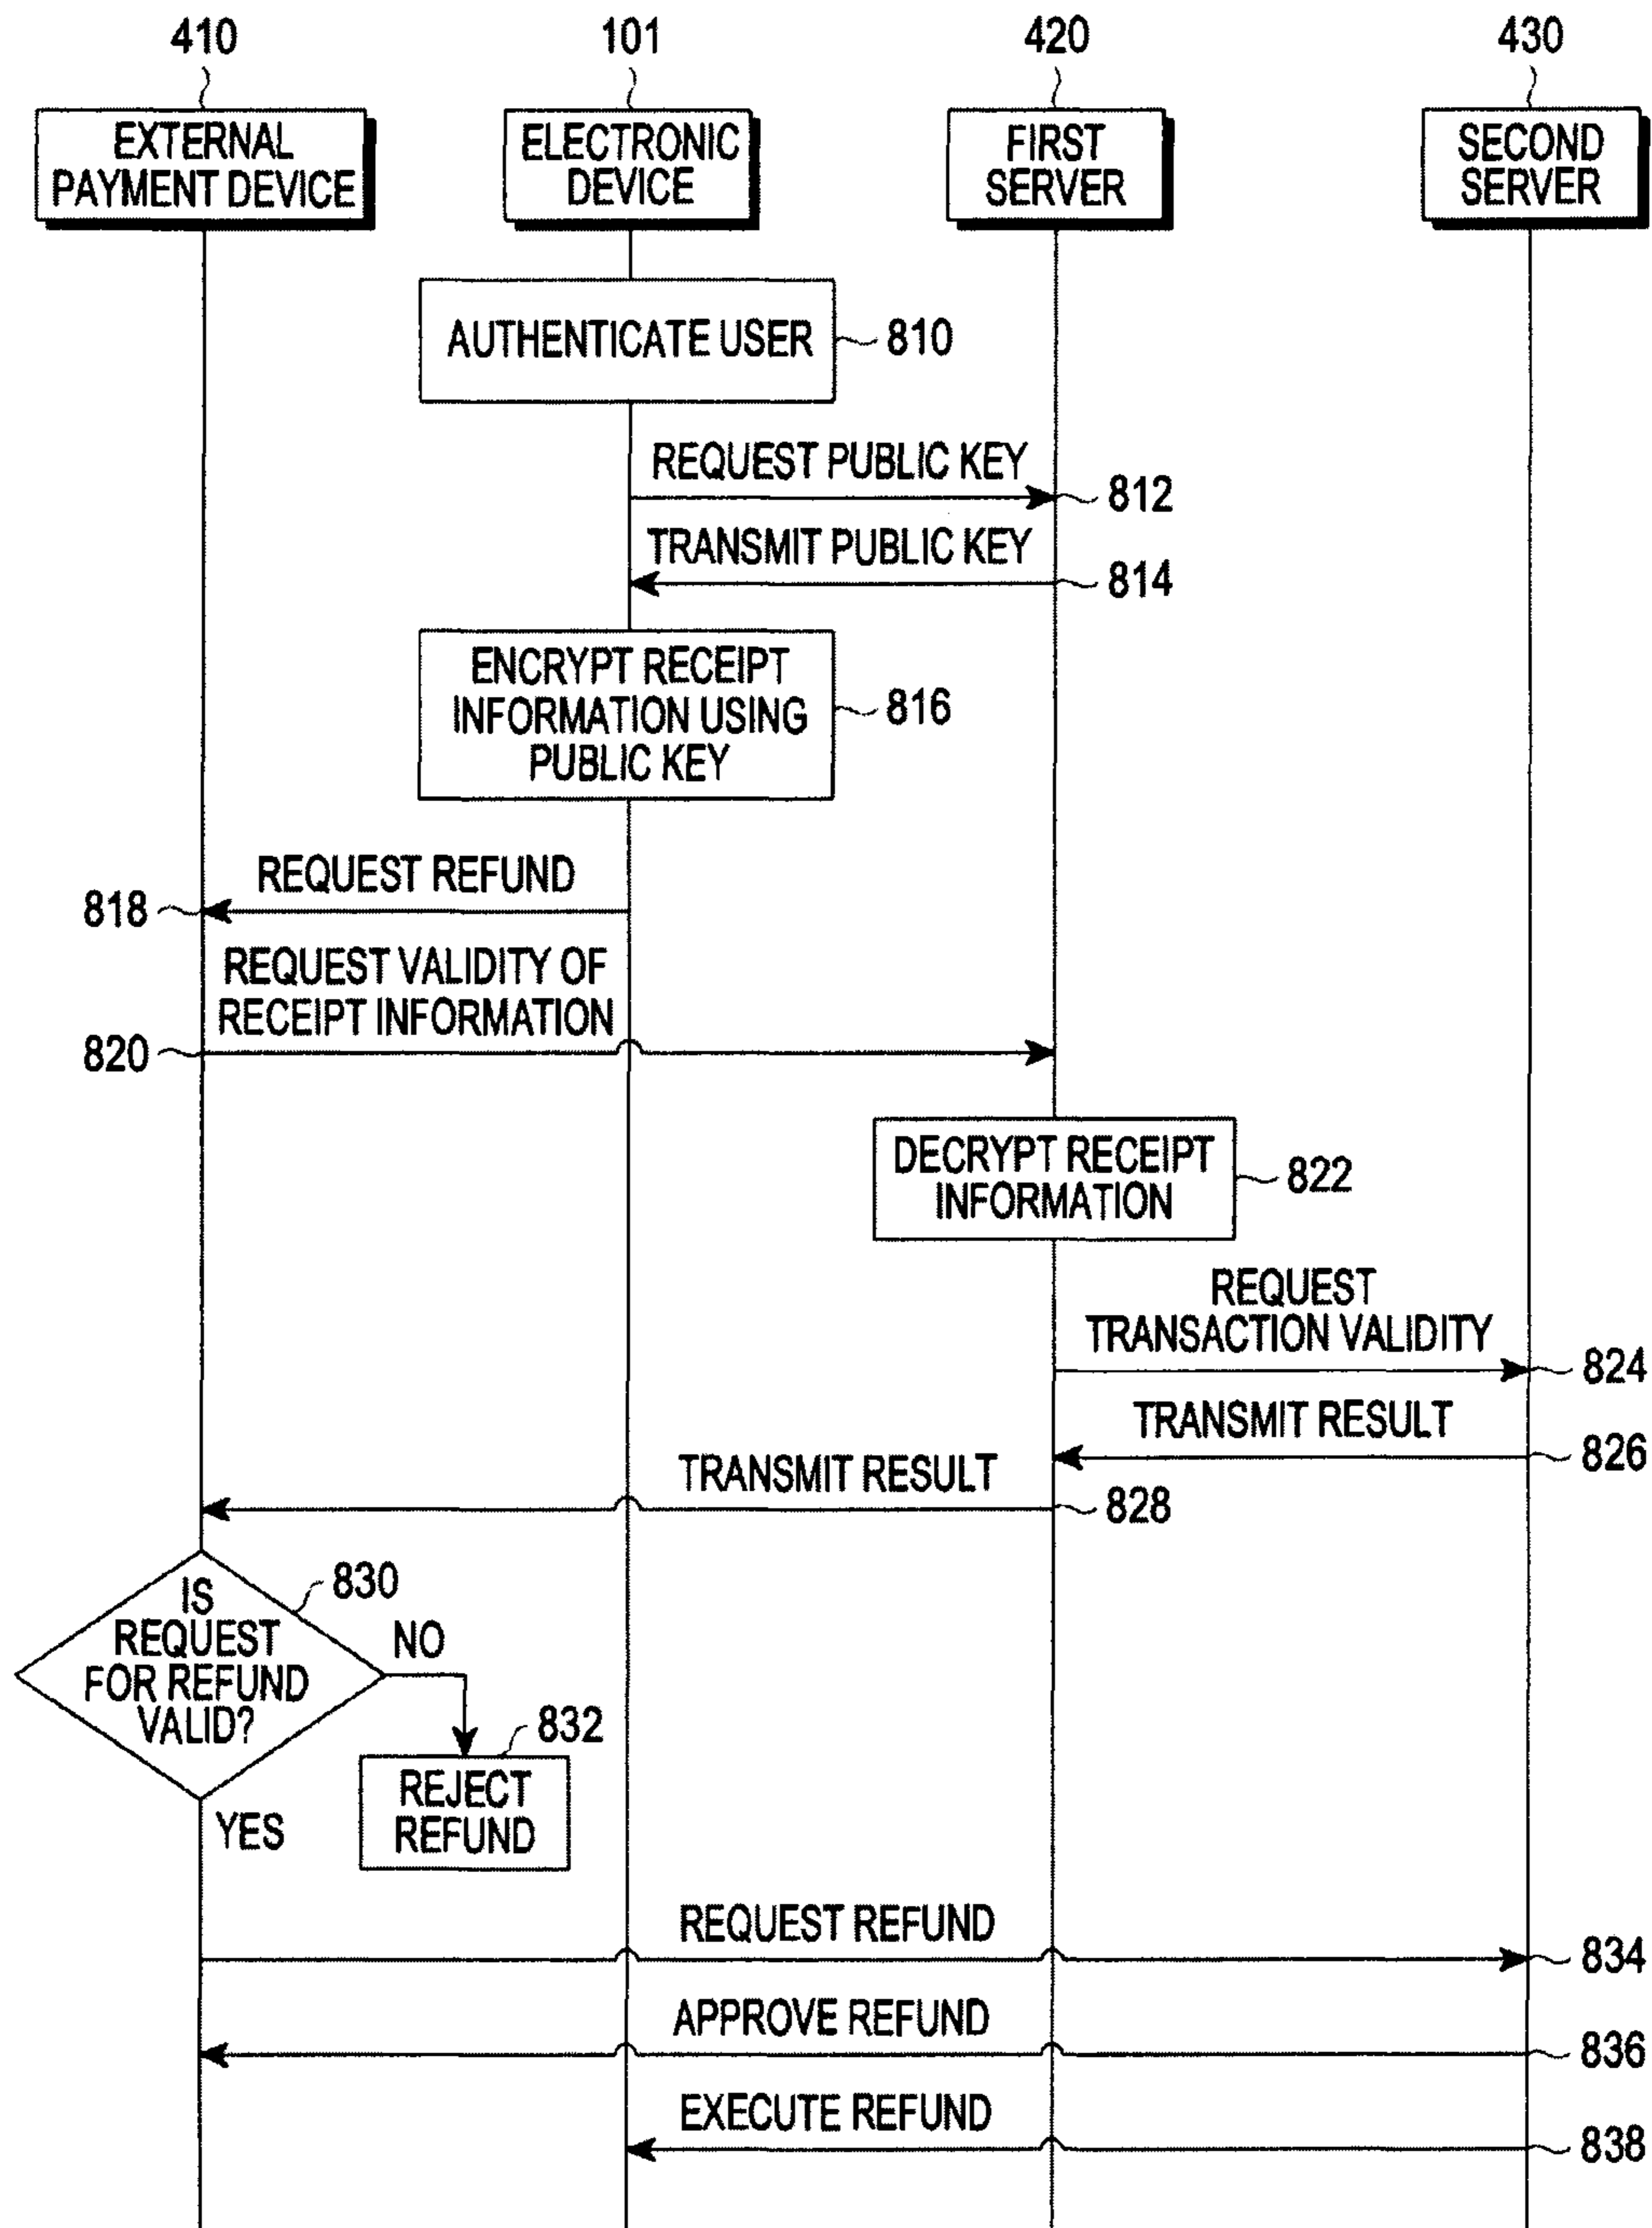 410
101
420
430
EXTERNAL
PAYMENT DEVICE
ELECTRONIC
DEVICE
FIRST
SERVER
SECOND
SERVER
AUTHENTICATE USER
810
REQUEST PUBLIC KEY
812
TRANSMIT PUBLIC KEY
814
ENCRYPT RECEIPT
INFORMATION USING
PUBLIC KEY
816
REQUEST REFUND
818
REQUEST VALIDITY OF
RECEIPT INFORMATION
820
DECRYPT RECEIPT
INFORMATION
822
REQUEST
TRANSACTION VALIDITY
824
TRANSMIT RESULT
826
TRANSMIT RESULT
828
IS
REQUEST
FOR REFUND
VALID?
830
NO
832
REJECT
REFUND
YES
REQUEST REFUND
834
APPROVE REFUND
836
EXECUTE REFUND
838